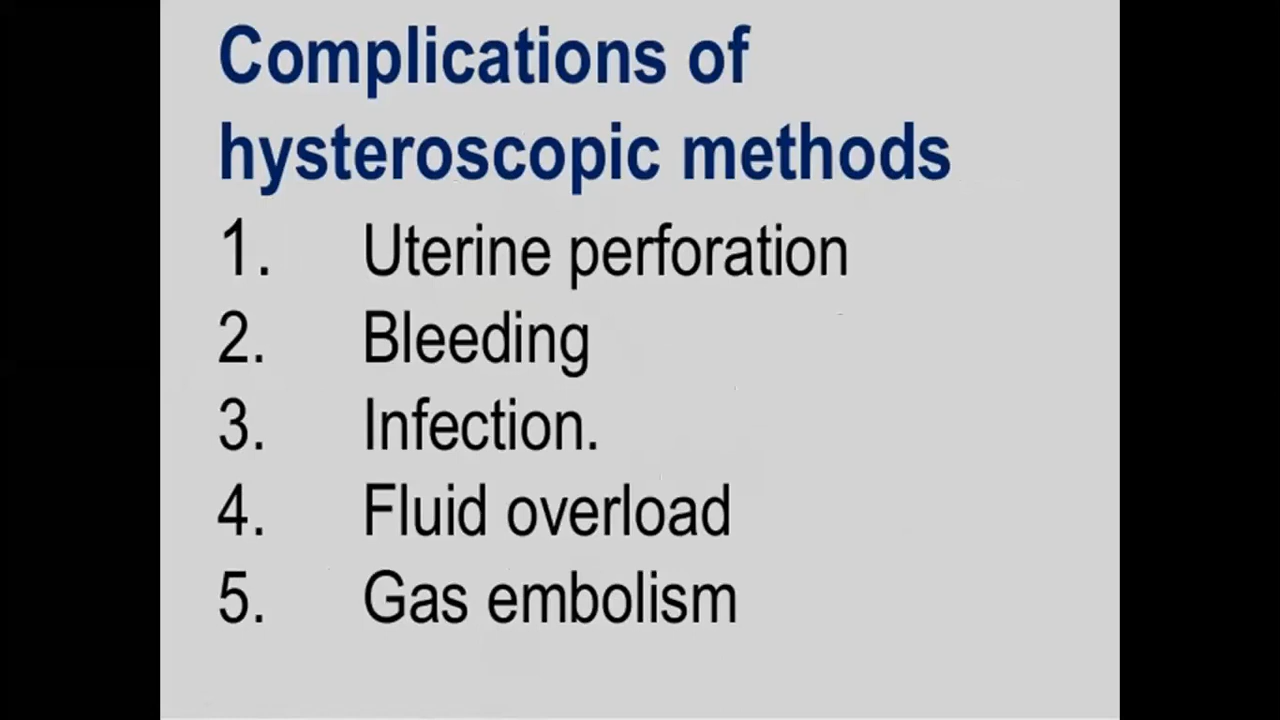 Complications of
hysteroscopic methods
1. Uterine perforation
2. Bleeding
3. Infection.
4. Fluid overload
5. Gas embolism